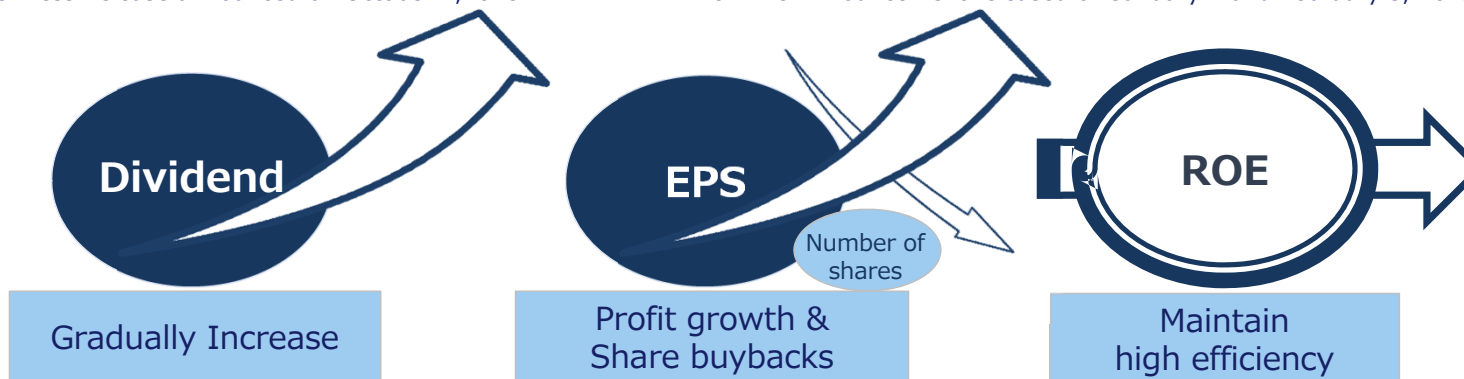 Dividend
EPS
ROE
Number of
shares
Gradually Increase
Profit growth &
Share buybacks
Maintain
high efficiency